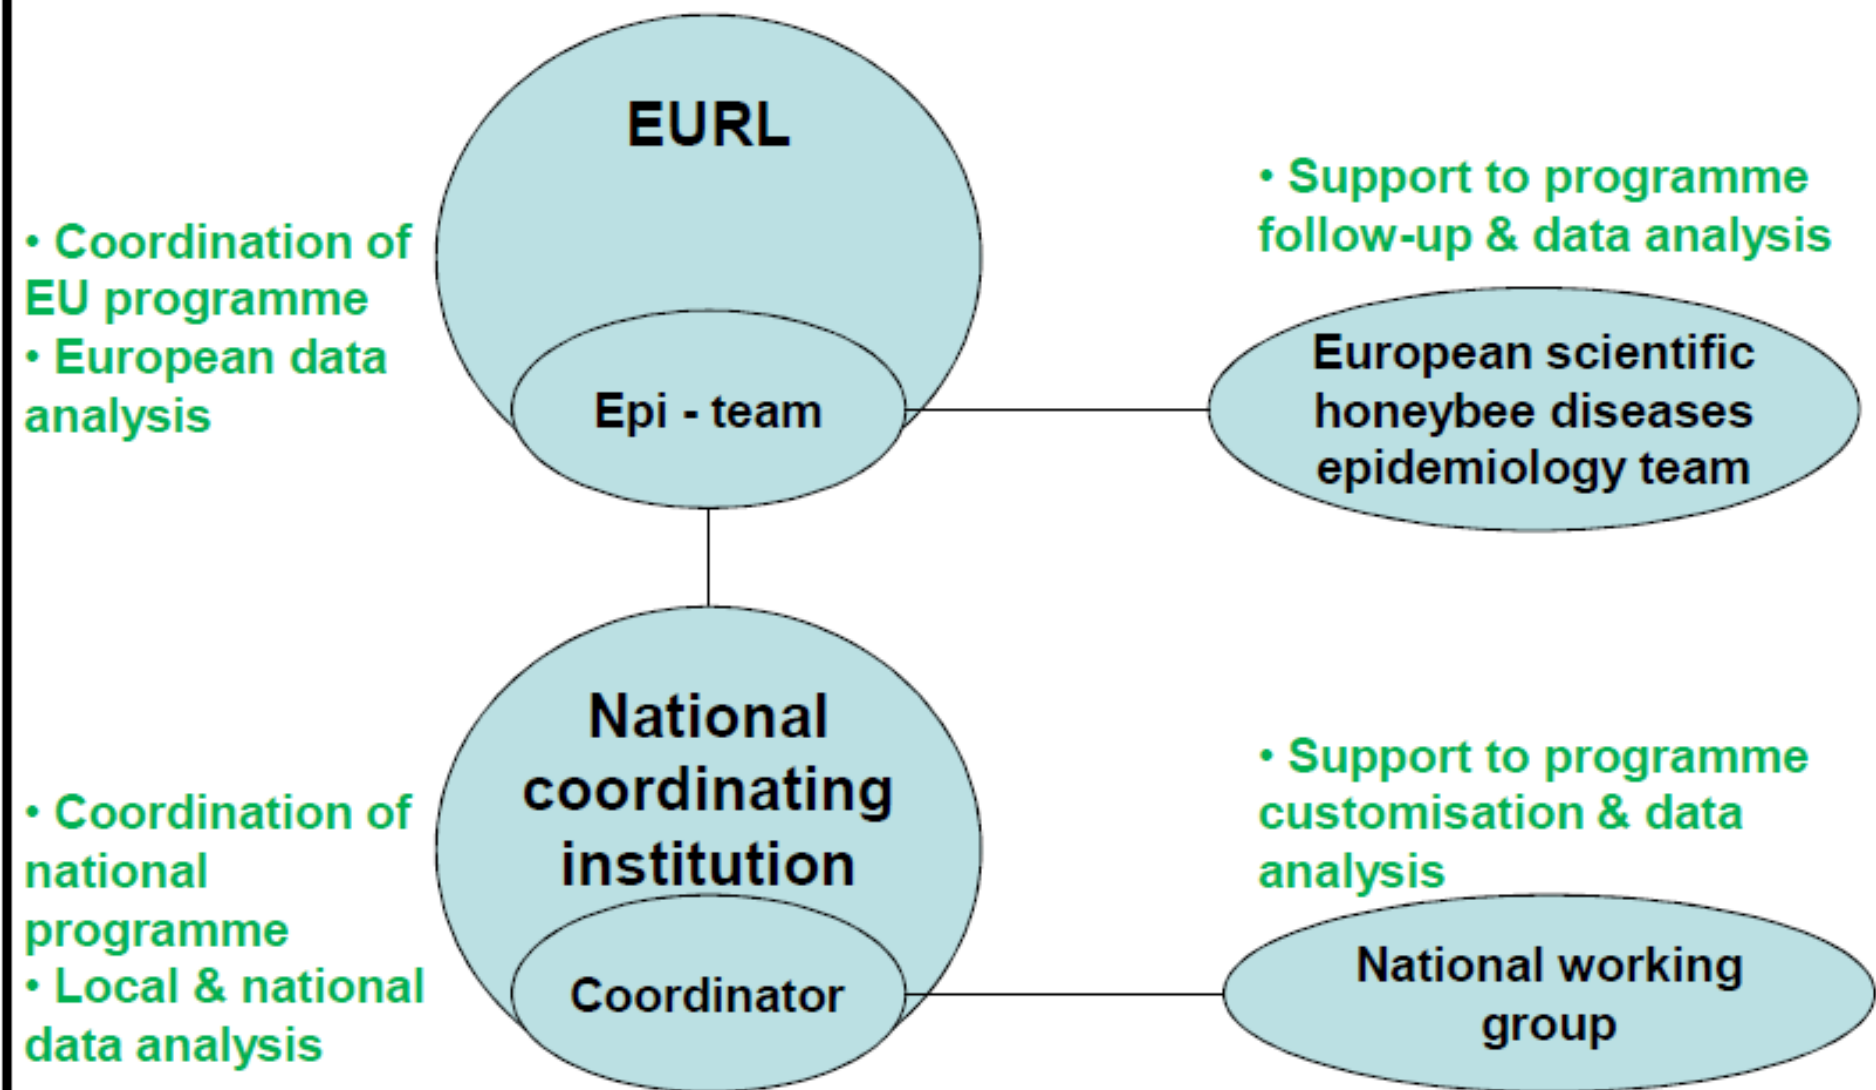 EURL
• Coordination of
EU programme
• European data
analysis
Epi - team
• Support to programme
follow-up & data analysis
European scientific
honeybee diseases
epidemiology team
National
coordinating
institution
• Coordination of
national
programme
• Local & national
data analysis
Coordinator
• Support to programme
customisation & data
analysis
National working
group